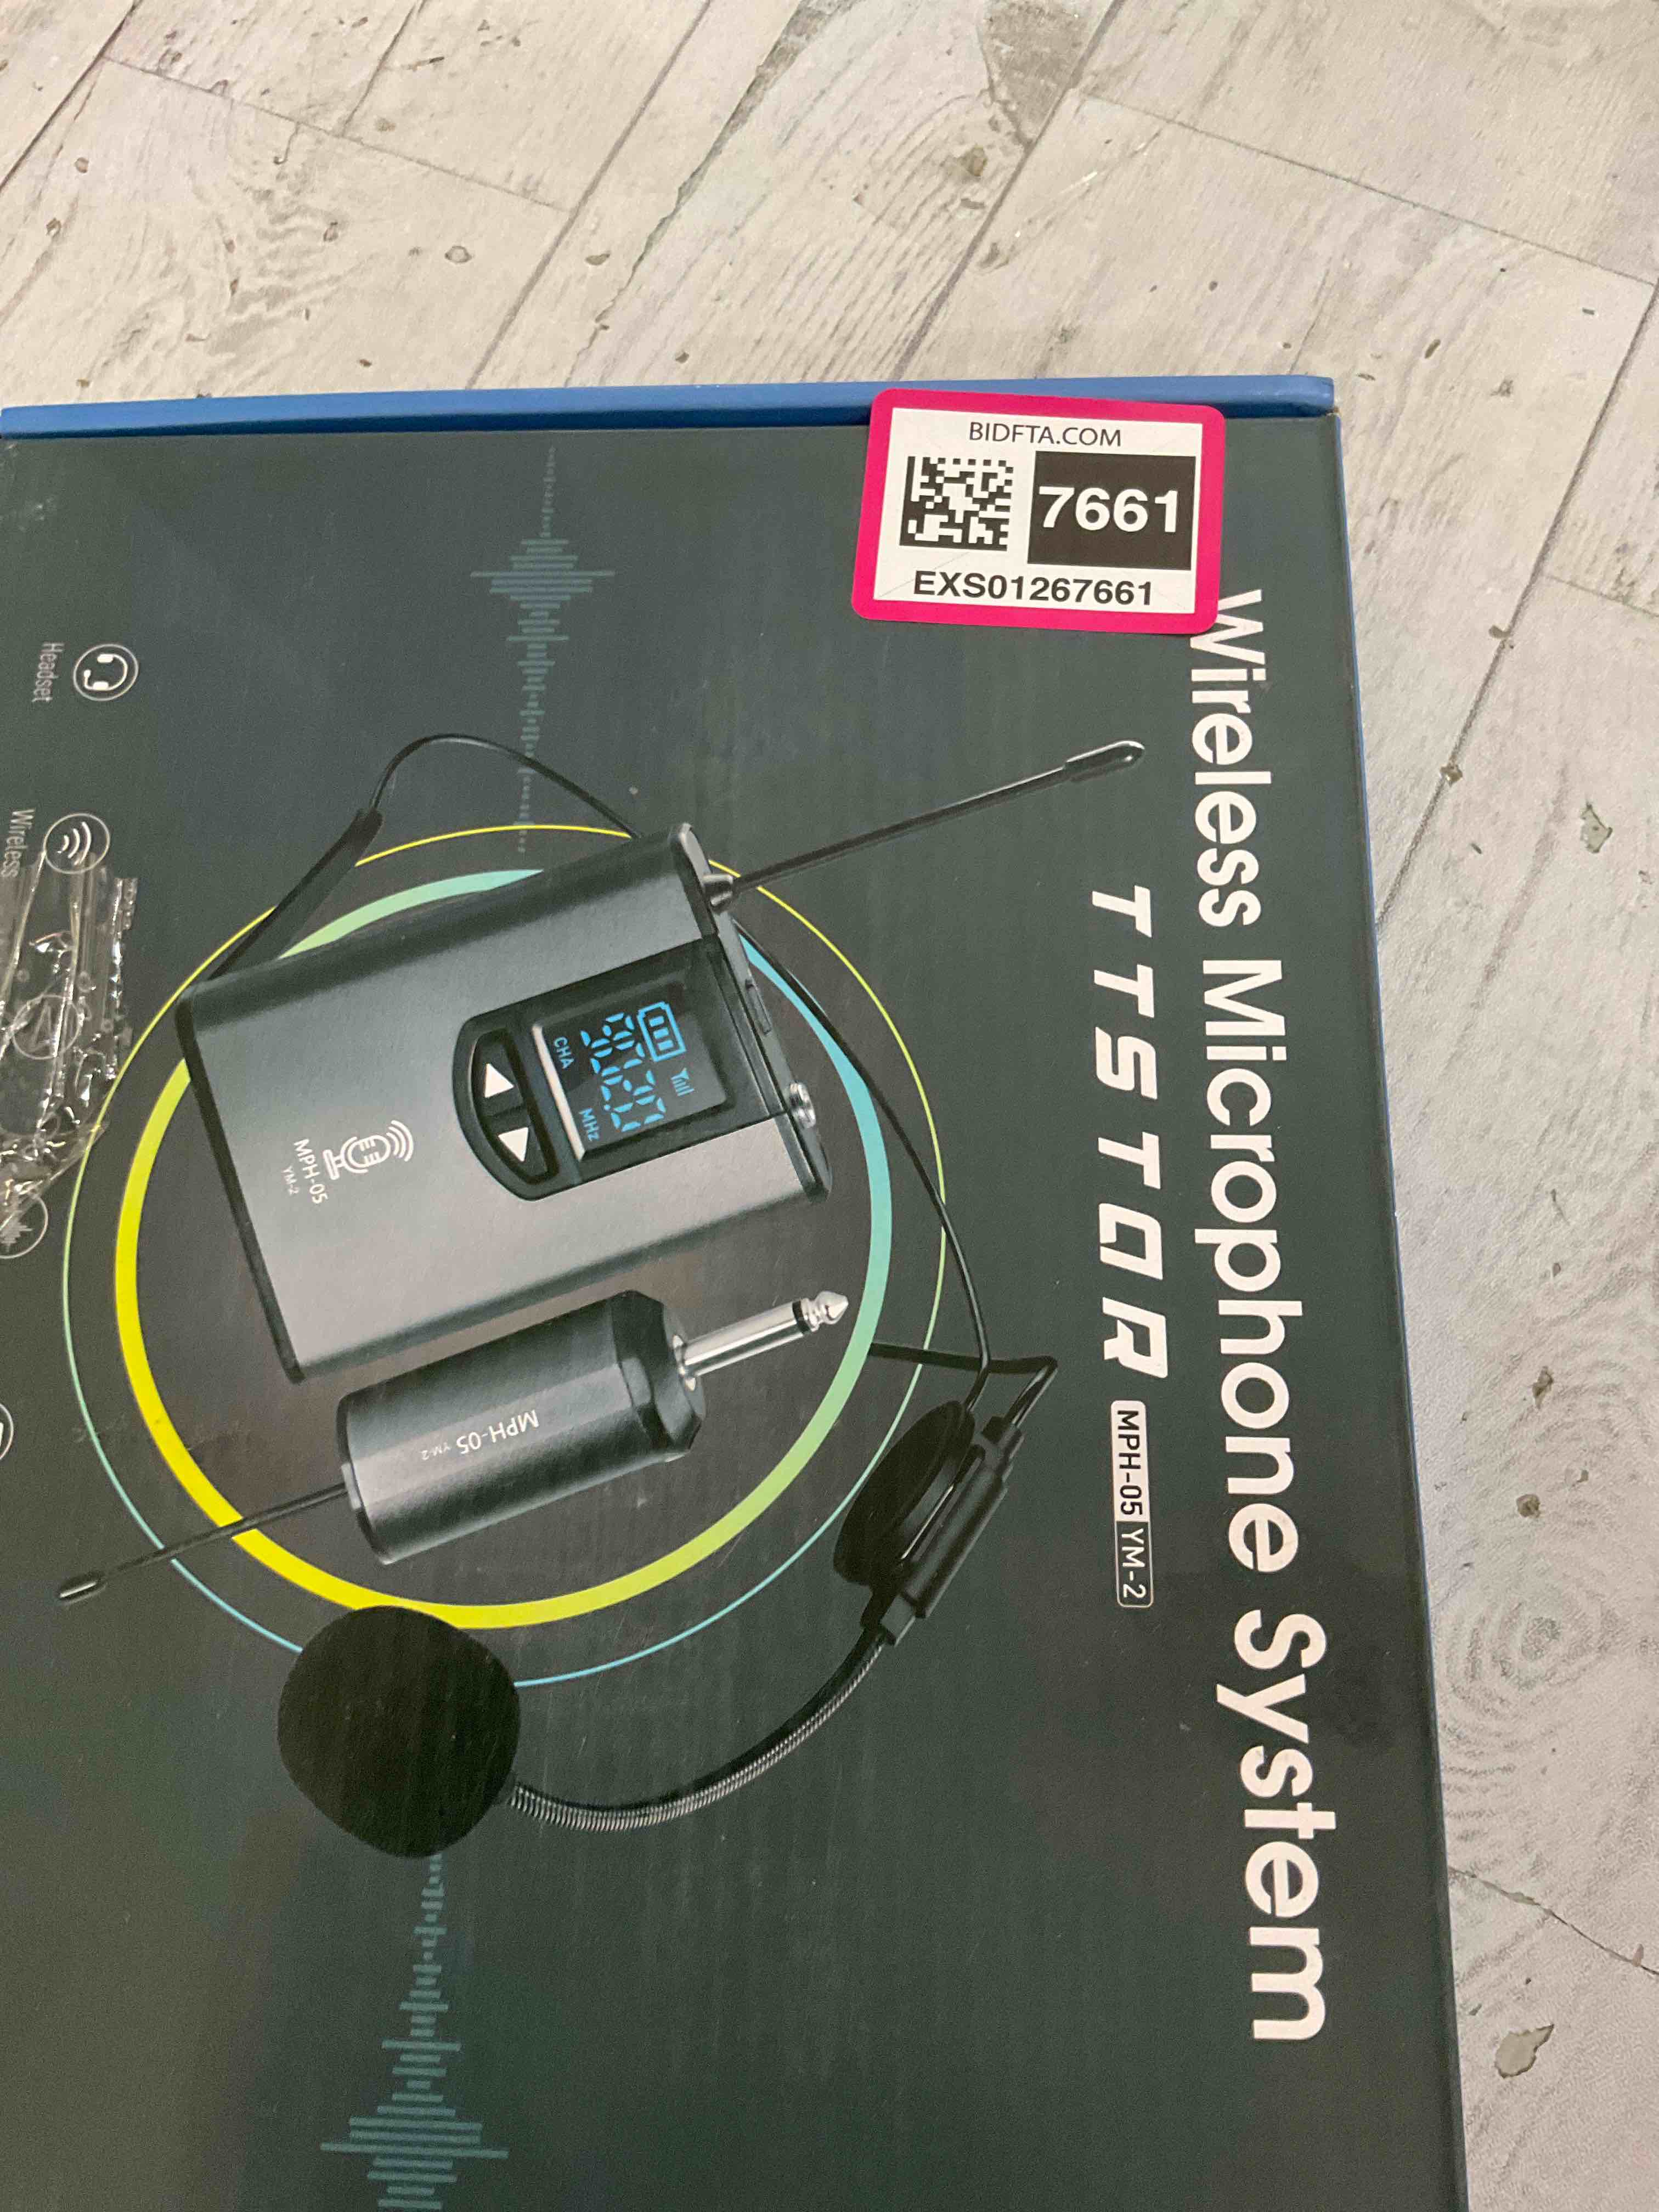 BIDFTA.COM
7661
EXS01267661
Wireless Microphone System
TTSTAR
MPH-05 YM-2
CHA
MHz
MPH-05
YM-2
MPH-05 YM-2
Headset
Wireless